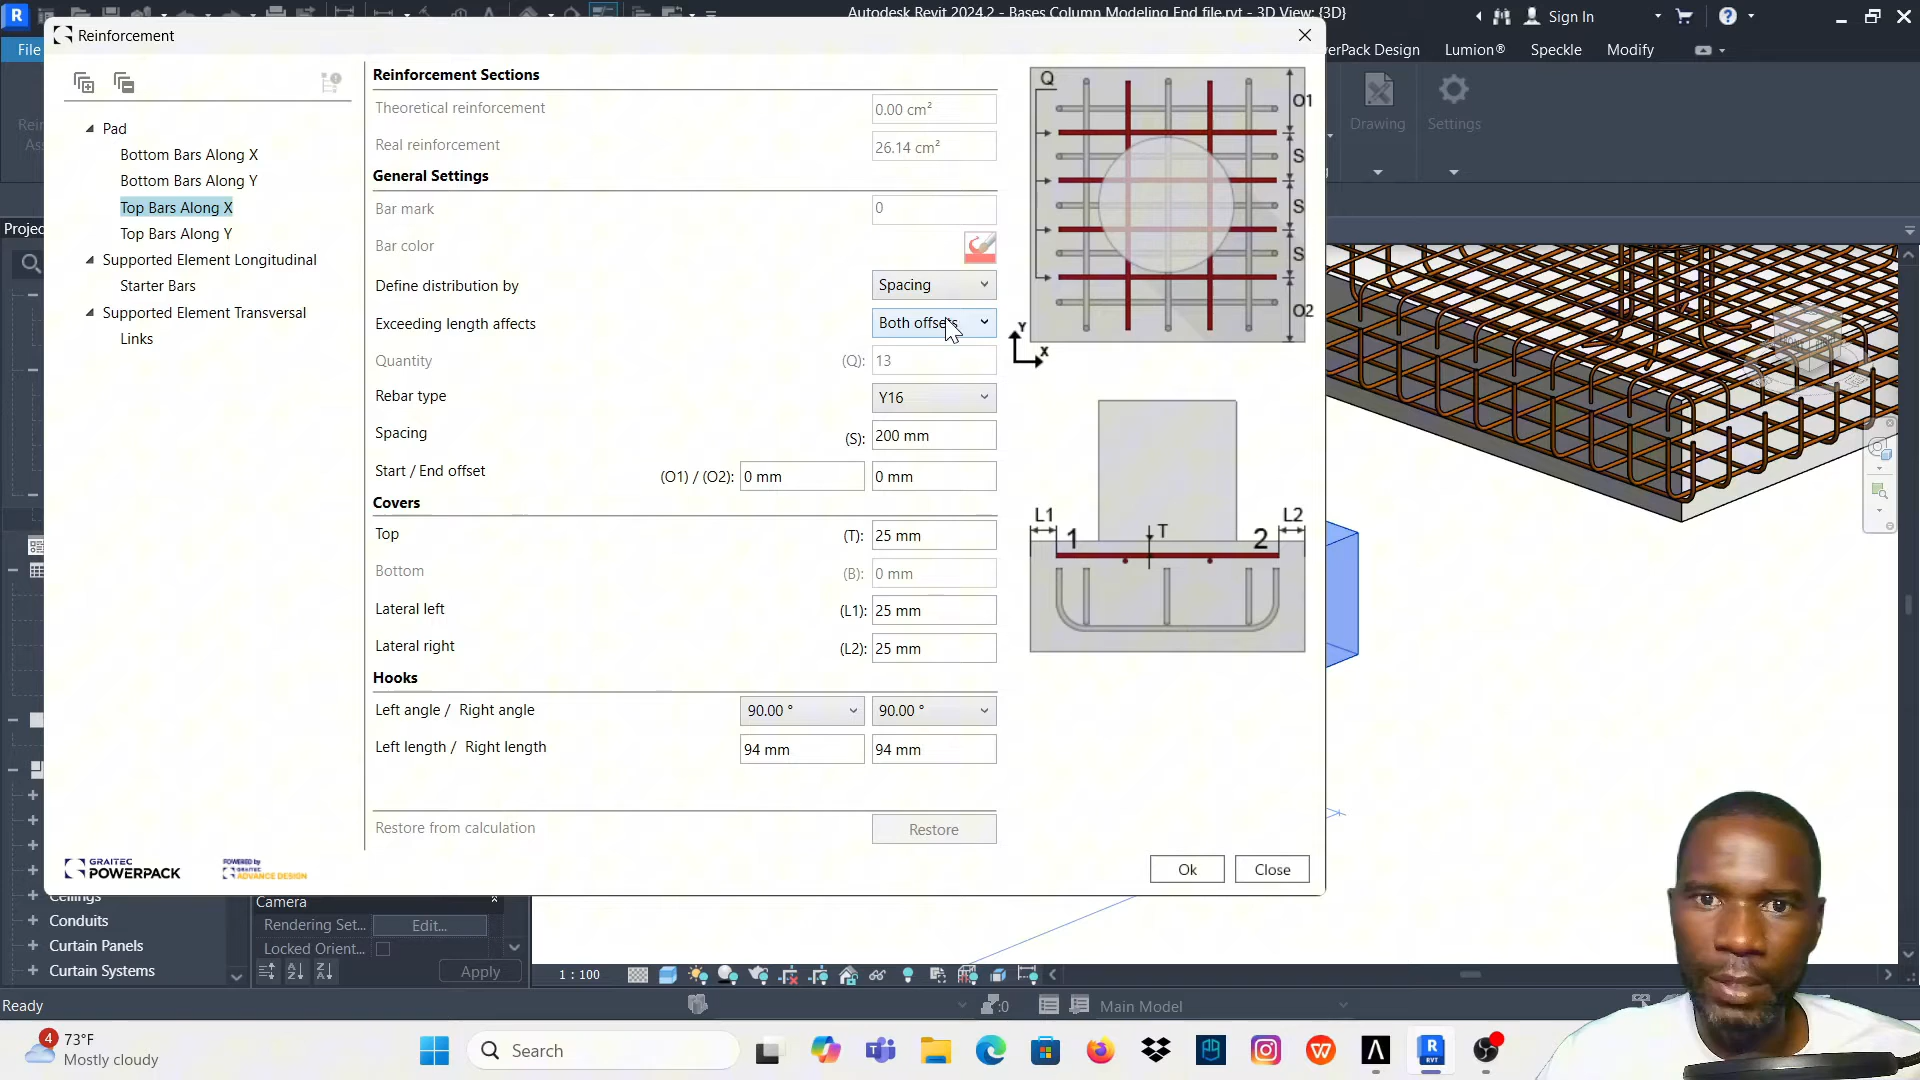 Autodesk Revit 2024.2 - Bases Column Modeling End file.rvt - 3D View: {3D}
Sign In
Reinforcement
File
PowerPack Design
Lumion®
Speckle
Modify
Reinforcement Sections
Theoretical reinforcement
0.00 cm²
Real reinforcement
26.14 cm²
Drawing
Settings
Pad
Bottom Bars Along X
Bottom Bars Along Y
Top Bars Along X
Top Bars Along Y
Supported Element Longitudinal
Starter Bars
Supported Element Transversal
Links
General Settings
Bar mark
0
Bar color
Define distribution by
Spacing
Exceeding length affects
Both offsets
Quantity
(Q):
13
Rebar type
Y16
Spacing
(S):
200 mm
Start / End offset
(O1) / (O2):
0 mm
0 mm
Covers
Top
(T):
25 mm
Bottom
(B):
0 mm
Lateral left
(L1):
25 mm
Lateral right
(L2):
25 mm
Hooks
Left angle / Right angle
90.00 °
90.00 °
Left length / Right length
94 mm
94 mm
Restore from calculation
Restore
Q
O1
S
S
S
O2
Y
X
L1
1
T
2
L2
Ok
Close
GRAITEC
POWERPACK
POWERED by
GRAITEC
ADVANCE DESIGN
Projec
Ceilings
Conduits
Curtain Panels
Curtain Systems
Camera
Rendering Set...
Edit...
Locked Orient...
Apply
1 : 100
Ready
:0
Main Model
4
73°F
Mostly cloudy
Search